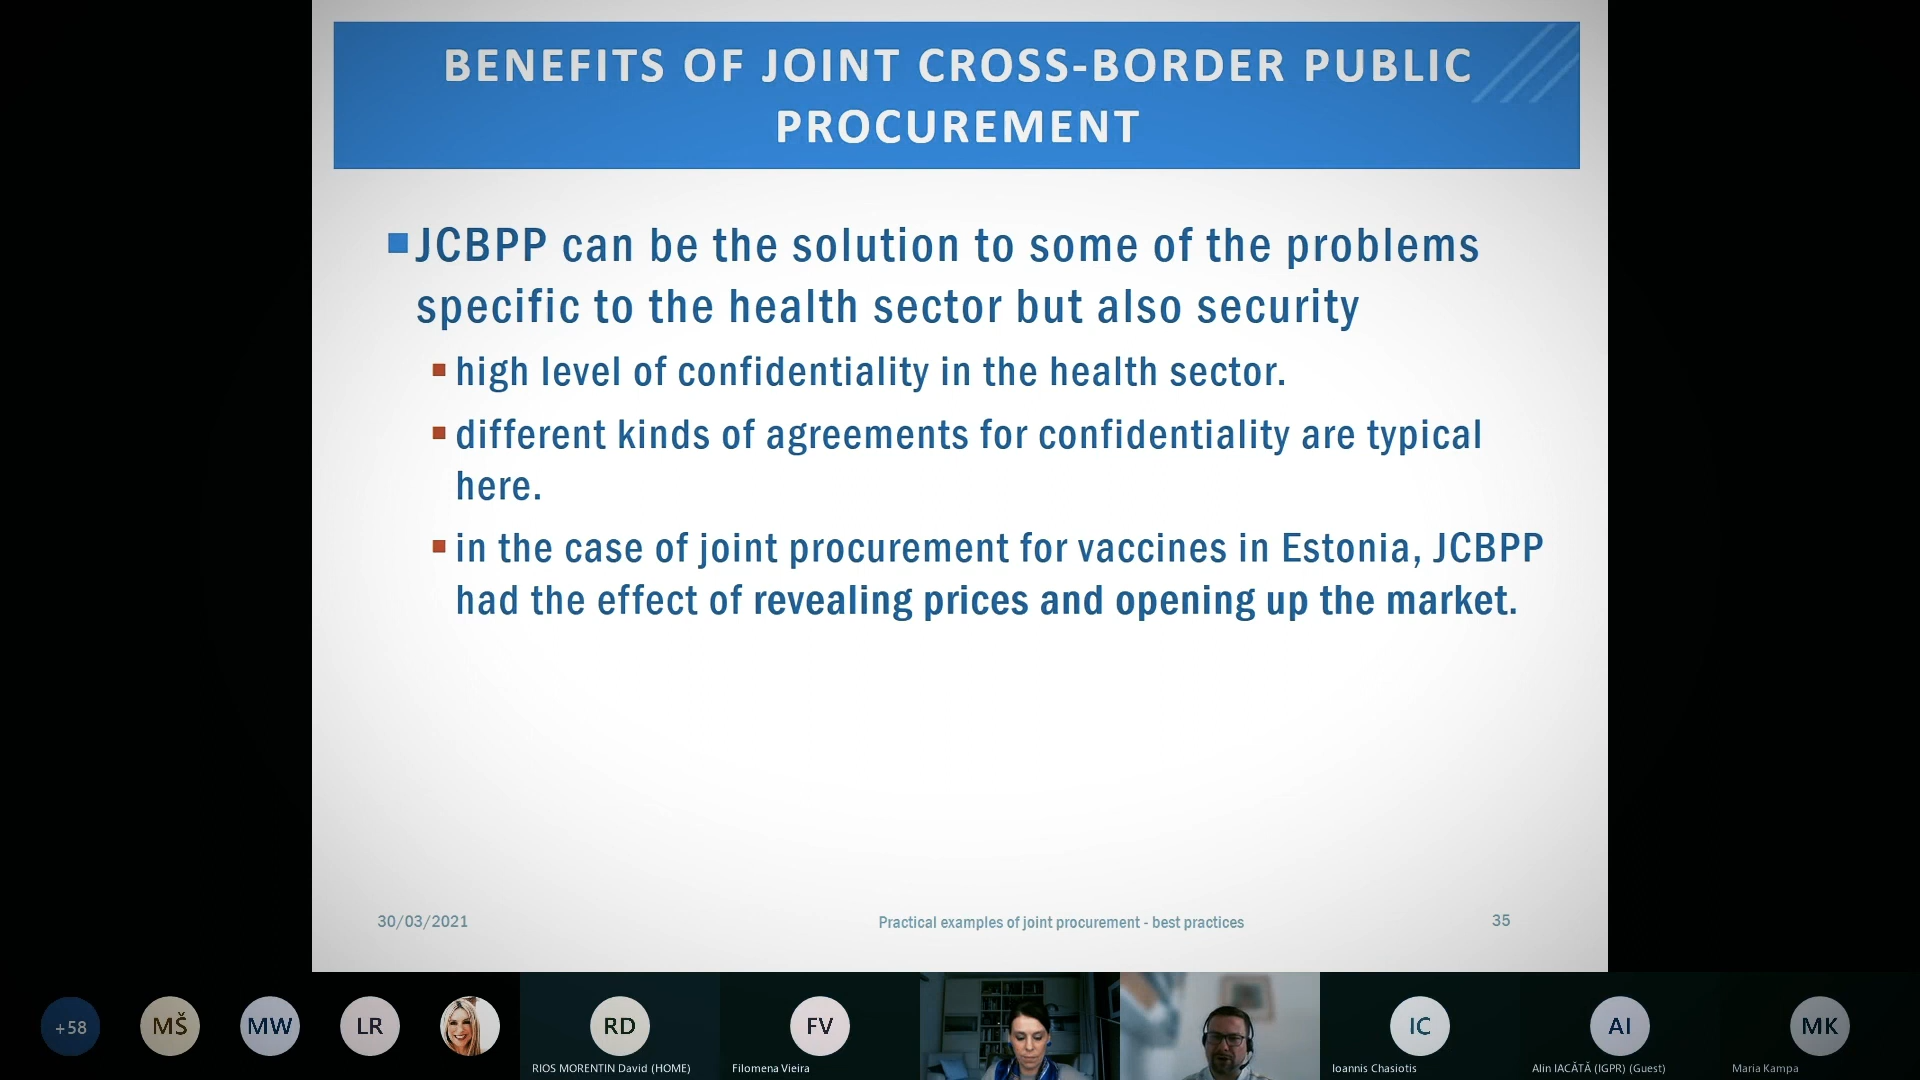 BENEFITS OF JOINT CROSS-BORDER PUBLIC
PROCUREMENT
JCBPP can be the solution to some of the problems
specific to the health sector but also security
high level of confidentiality in the health sector.
different kinds of agreements for confidentiality are typical
here.
in the case of joint procurement for vaccines in Estonia, JCBPP
had the effect of revealing prices and opening up the market.
30/03/2021
Practical examples of joint procurement - best practices
35
+58
MŠ
MW
LR
RD
RIOS MORENTIN David (HOME)
FV
Filomena Vieira
IC
Ioannis Chasiotis
AI
Alin IACĂTĂ (IGPR) (Guest)
MK
Maria Kampa